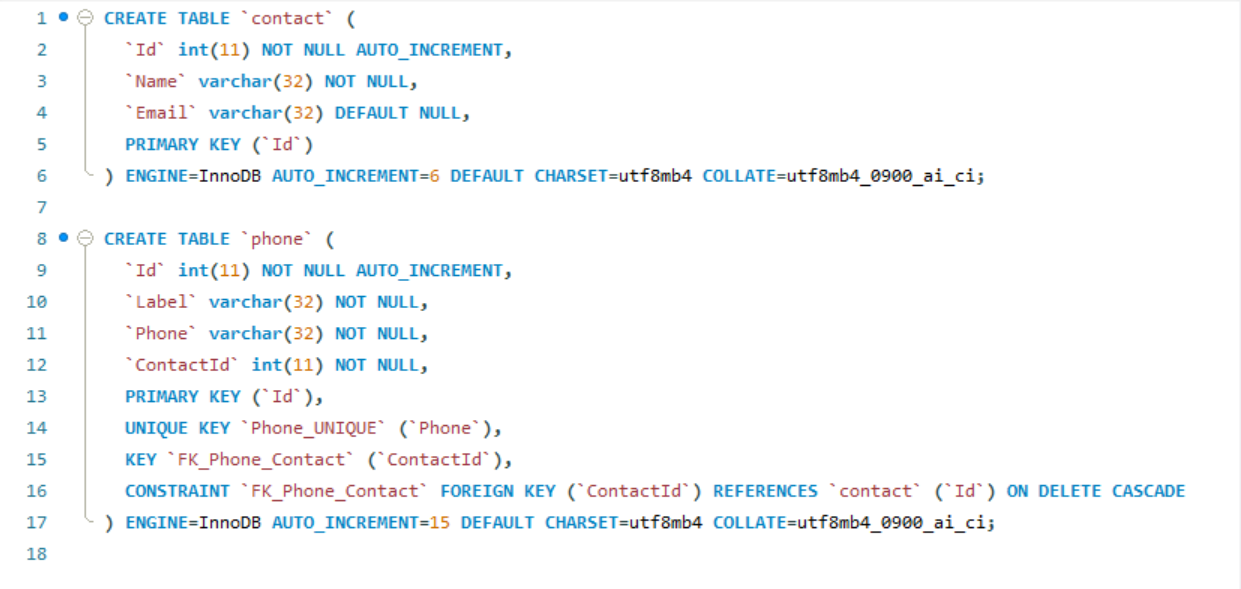 1 CREATE TABLE `contact` (
2 `Id` int(11) NOT NULL AUTO_INCREMENT,
3 `Name` varchar(32) NOT NULL,
4 `Email` varchar(32) DEFAULT NULL,
5 PRIMARY KEY (`Id`)
6 ) ENGINE=InnoDB AUTO_INCREMENT=6 DEFAULT CHARSET=utf8mb4 COLLATE=utf8mb4_0900_ai_ci;
7
8 CREATE TABLE `phone` (
9 `Id` int(11) NOT NULL AUTO_INCREMENT,
10 `Label` varchar(32) NOT NULL,
11 `Phone` varchar(32) NOT NULL,
12 `ContactId` int(11) NOT NULL,
13 PRIMARY KEY (`Id`),
14 UNIQUE KEY `Phone_UNIQUE` (`Phone`),
15 KEY `FK_Phone_Contact` (`ContactId`),
16 CONSTRAINT `FK_Phone_Contact` FOREIGN KEY (`ContactId`) REFERENCES `contact` (`Id`) ON DELETE CASCADE
17 ) ENGINE=InnoDB AUTO_INCREMENT=15 DEFAULT CHARSET=utf8mb4 COLLATE=utf8mb4_0900_ai_ci;
18